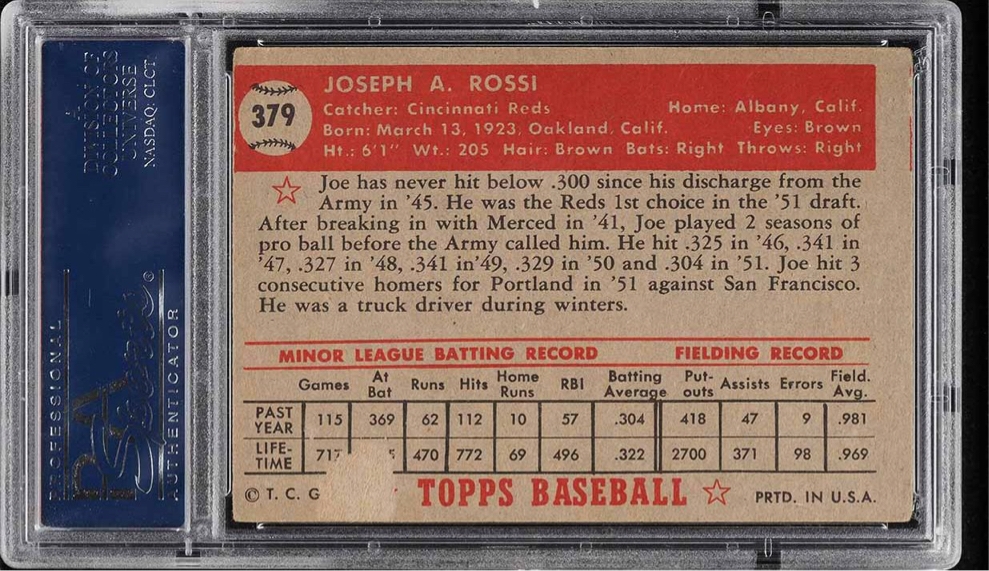 DIVISION OF
COLLECTORS
UNIVERSE
NASDAQ: CLCT
PROFESSIONAL
PSA
Sports
®
AUTHENTICATOR
379
JOSEPH A. ROSSI
Catcher: Cincinnati Reds Home: Albany, Calif.
Born: March 13, 1923, Oakland, Calif. Eyes: Brown
Ht.: 6'1" Wt.: 205 Hair: Brown Bats: Right Throws: Right
Joe has never hit below .300 since his discharge from the
Army in '45. He was the Reds 1st choice in the '51 draft.
After breaking in with Merced in '41, Joe played 2 seasons of
pro ball before the Army called him. He hit .325 in '46, .341 in
'47, .327 in '48, .341 in'49, .329 in '50 and .304 in '51. Joe hit 3
consecutive homers for Portland in '51 against San Francisco.
He was a truck driver during winters.
MINOR LEAGUE BATTING RECORD FIELDING RECORD
Games At Bat Runs Hits Home Runs RBI Batting Average Put-outs Assists Errors Field. Avg.
PAST YEAR 115 369 62 112 10 57 .304 418 47 9 .981
LIFE-TIME 717 470 772 69 496 .322 2700 371 98 .969
© T. C. G TOPPS BASEBALL PRTD. IN U.S.A.